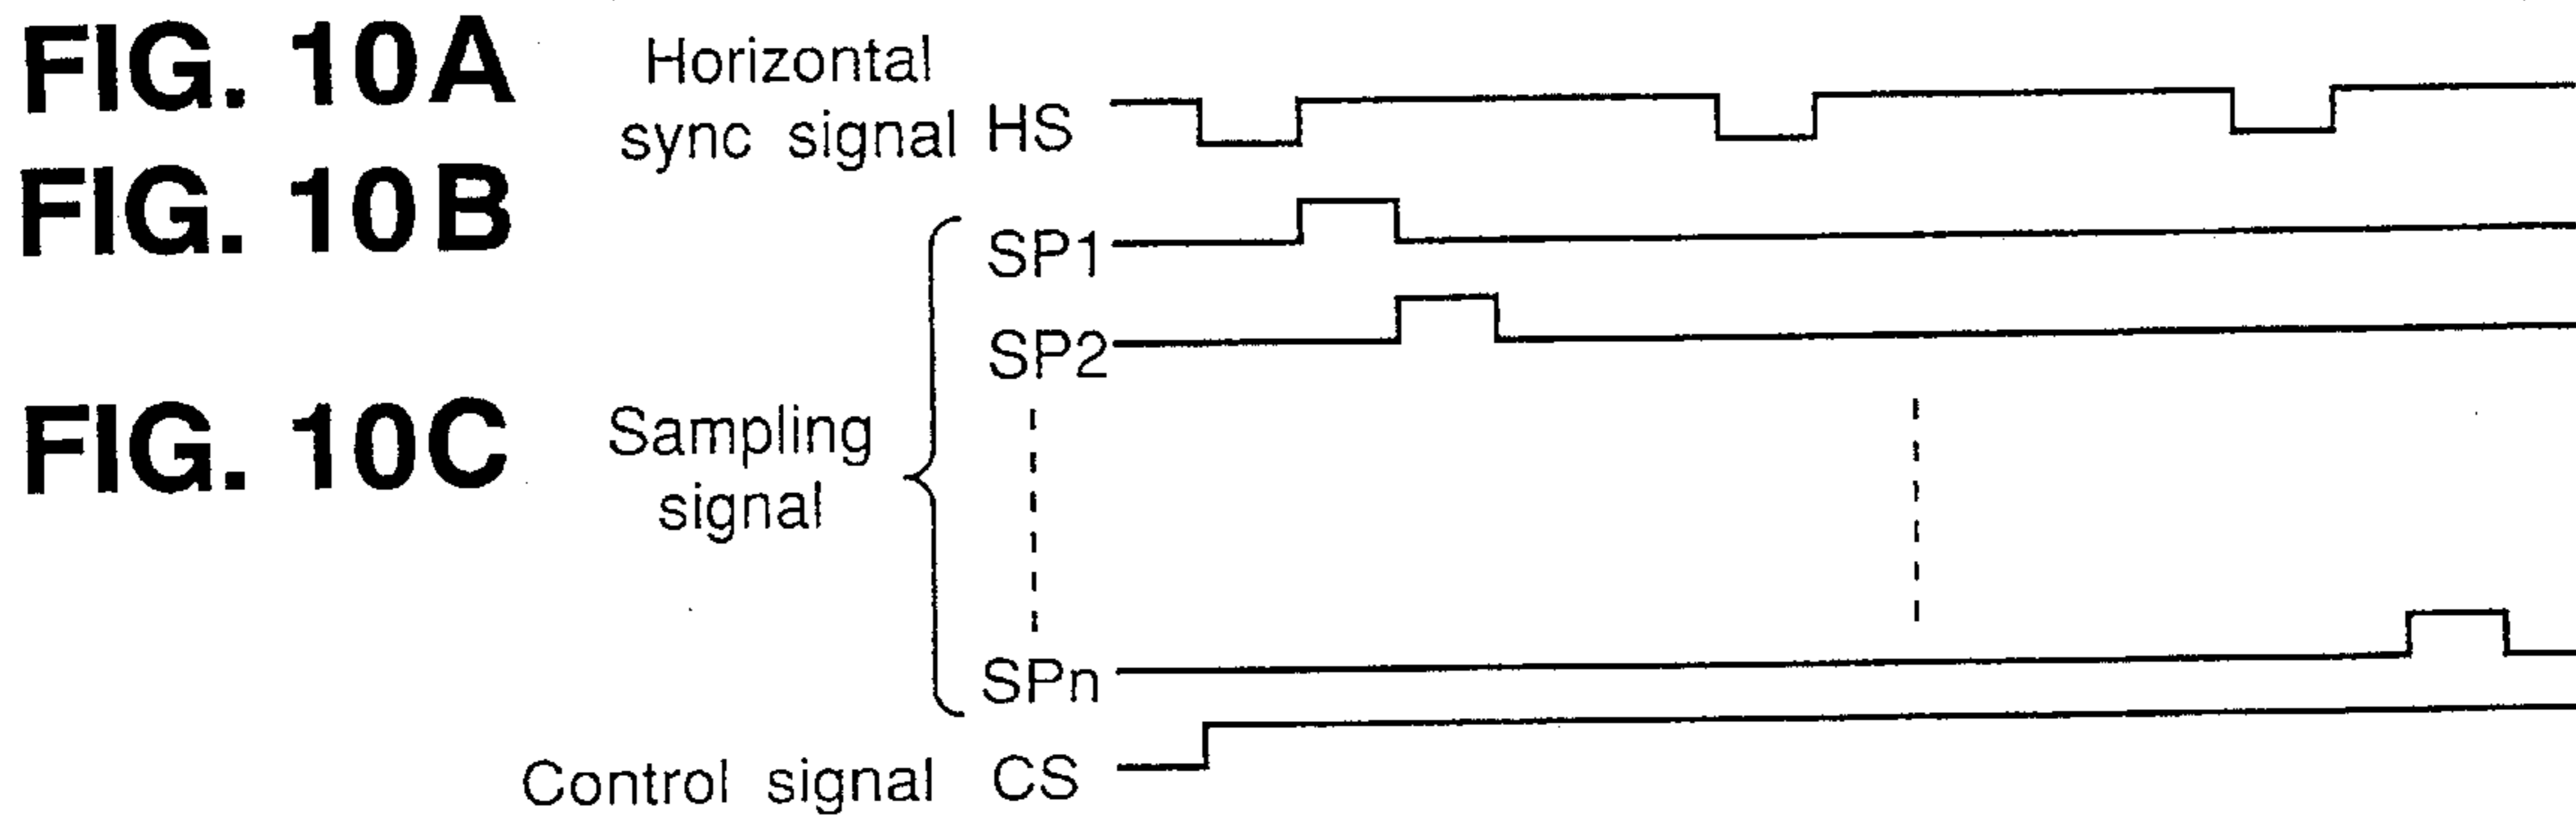 FIG. 10A
Horizontal
sync signal HS
FIG. 10B
SP1
SP2
FIG. 10C
Sampling
signal
SPn
Control signal CS